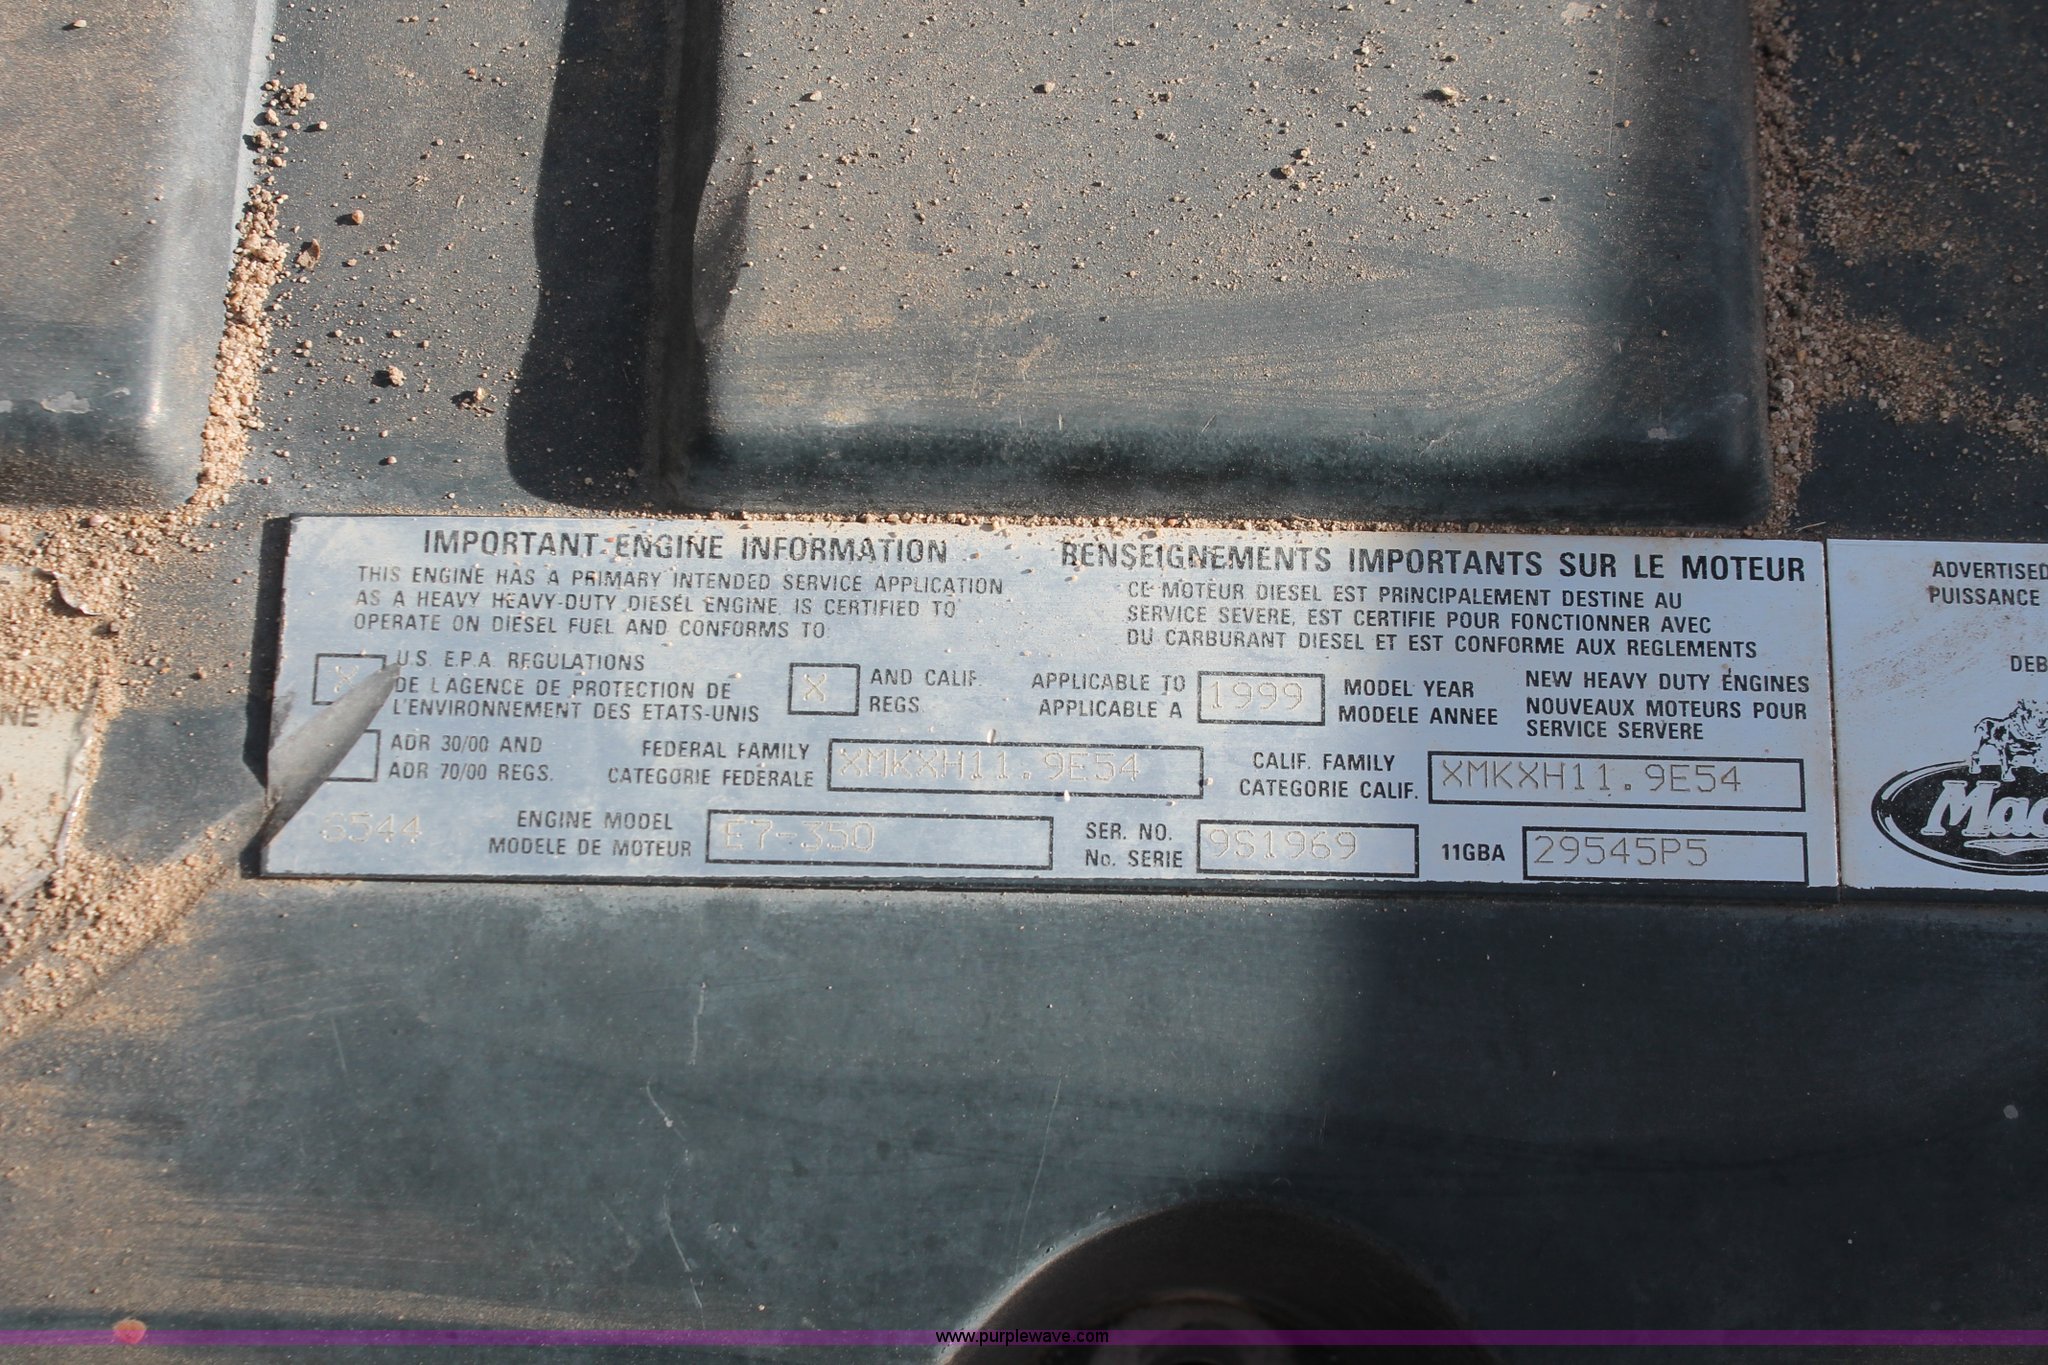 IMPORTANT ENGINE INFORMATION
THIS ENGINE HAS A PRIMARY INTENDED SERVICE APPLICATION
AS A HEAVY HEAVY-DUTY DIESEL ENGINE, IS CERTIFIED TO
OPERATE ON DIESEL FUEL AND CONFORMS TO
RENSEIGNEMENTS IMPORTANTS SUR LE MOTEUR
CE MOTEUR DIESEL EST PRINCIPALEMENT DESTINE AU
SERVICE SEVERE, EST CERTIFIE POUR FONCTIONNER AVEC
DU CARBURANT DIESEL ET EST CONFORME AUX REGLEMENTS
X U.S. E.P.A. REGULATIONS
DE L'AGENCE DE PROTECTION DE
L'ENVIRONNEMENT DES ETATS-UNIS
X AND CALIF.
REGS.
APPLICABLE TO
APPLICABLE A
1999
MODEL YEAR
MODELE ANNEE
NEW HEAVY DUTY ENGINES
NOUVEAUX MOTEURS POUR
SERVICE SERVERE
ADR 30/00 AND
ADR 70/00 REGS.
FEDERAL FAMILY
CATEGORIE FEDERALE
XMKXH11.9E54
CALIF. FAMILY
CATEGORIE CALIF.
XMKXH11.9E54
6544
ENGINE MODEL
MODELE DE MOTEUR
E7-350
SER. NO.
No. SERIE
9S1969
11GBA
29545P5
ADVERTISED
PUISSANCE
DEB
Mac
NE
www.purplewave.com